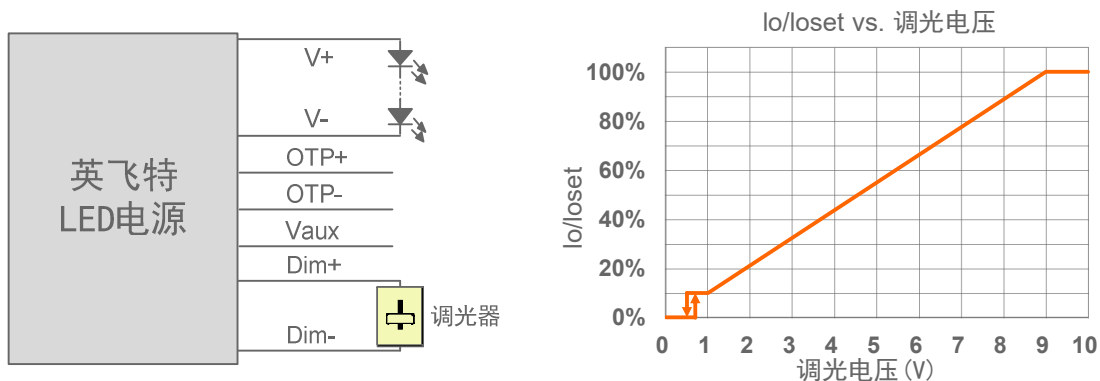 英飞特
LED电源
V+
V-
OTP+
OTP-
Vaux
Dim+
Dim-
调光器
Io/Ioset vs. 调光电压
Io/Ioset
100%
80%
60%
40%
20%
0%
0 1 2 3 4 5 6 7 8 9 10
调光电压(V)